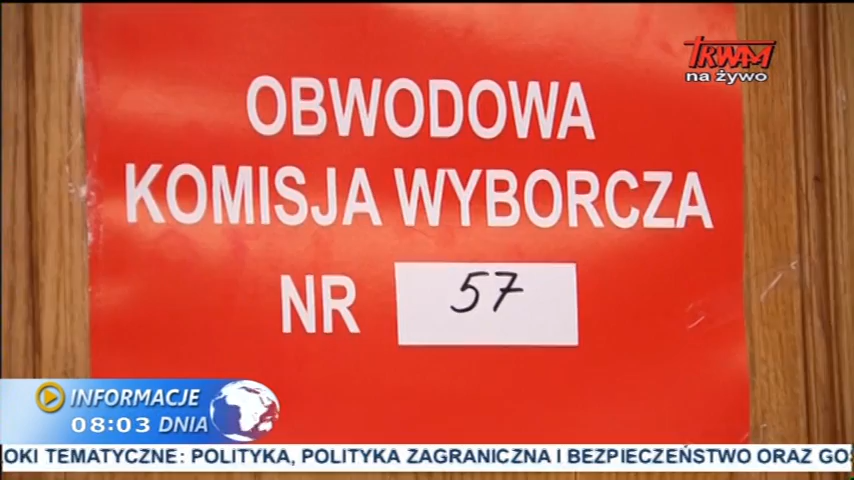 TRWAM
na żywo
OBWODOWA
KOMISJA WYBORCZA
NR 57
INFORMACJE
08:03 DNIA
OKI TEMATYCZNE: POLITYKA, POLITYKA ZAGRANICZNA I BEZPIECZEŃSTWO ORAZ GOS